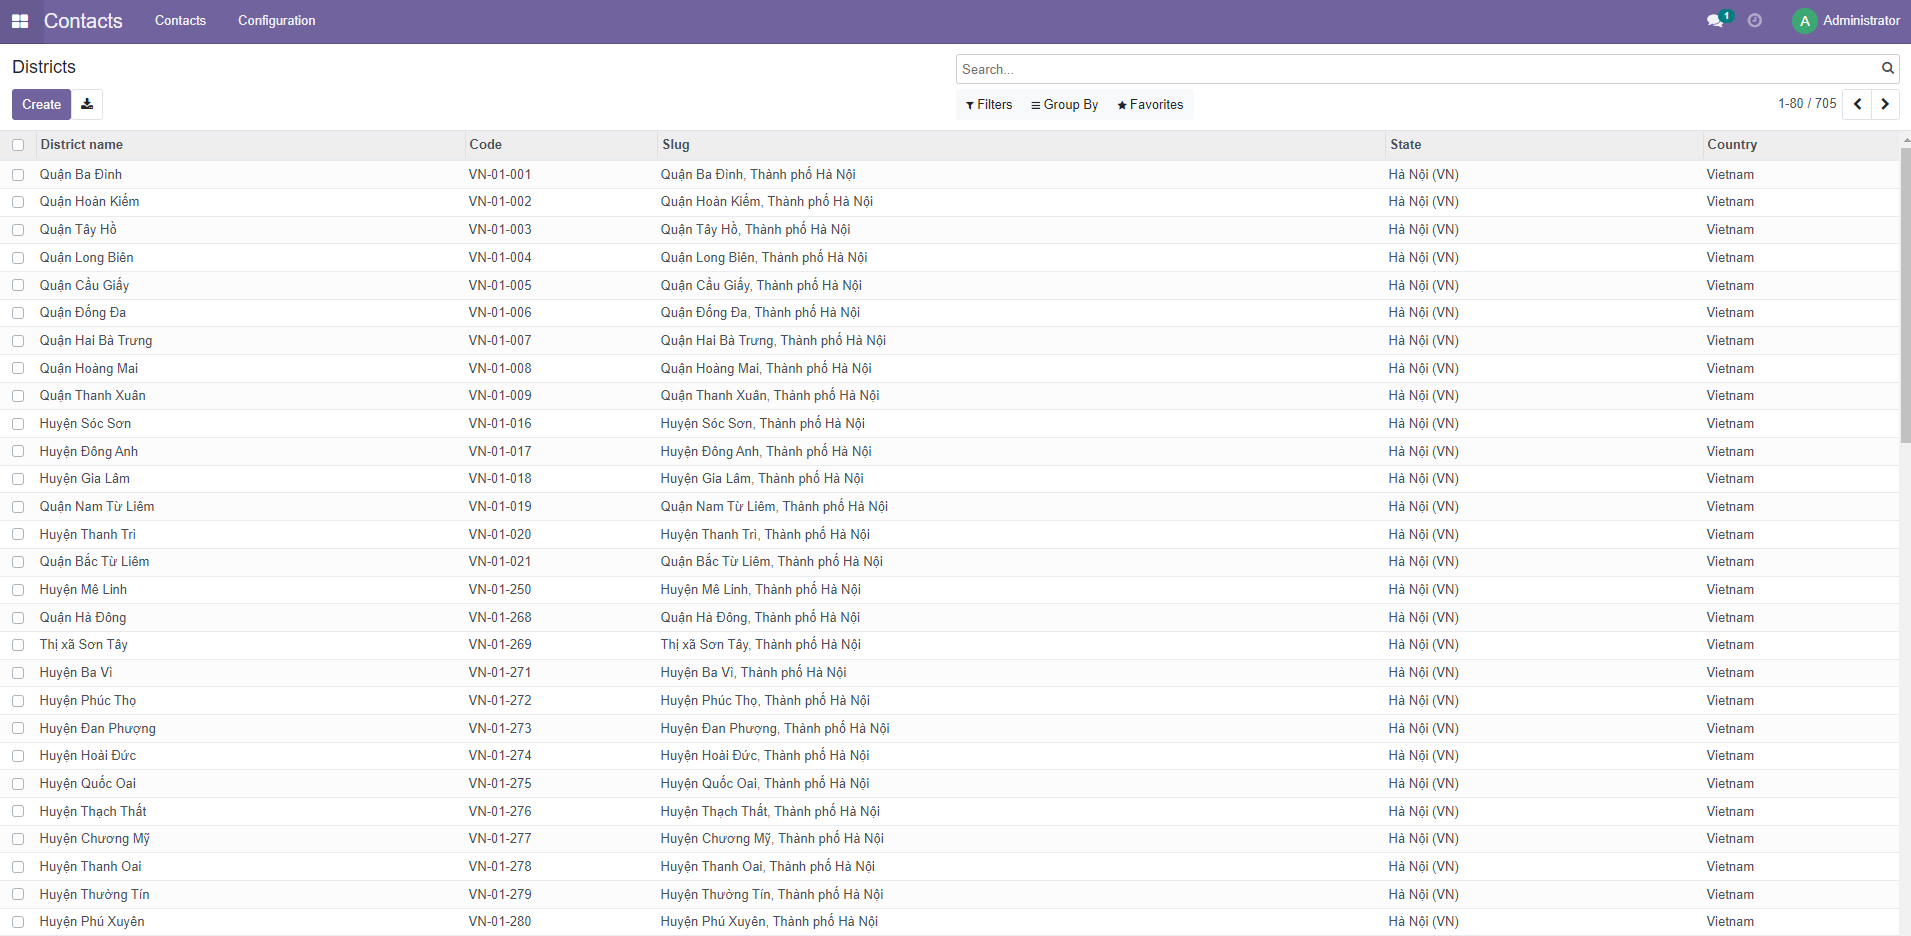 Contacts Contacts Configuration 1 A Administrator
Districts Search...
Create Filters Group By Favorites 1-80 / 705
District name Code Slug State Country
Quận Ba Đình VN-01-001 Quận Ba Đình, Thành phố Hà Nội Hà Nội (VN) Vietnam
Quận Hoàn Kiếm VN-01-002 Quận Hoàn Kiếm, Thành phố Hà Nội Hà Nội (VN) Vietnam
Quận Tây Hồ VN-01-003 Quận Tây Hồ, Thành phố Hà Nội Hà Nội (VN) Vietnam
Quận Long Biên VN-01-004 Quận Long Biên, Thành phố Hà Nội Hà Nội (VN) Vietnam
Quận Cầu Giấy VN-01-005 Quận Cầu Giấy, Thành phố Hà Nội Hà Nội (VN) Vietnam
Quận Đống Đa VN-01-006 Quận Đống Đa, Thành phố Hà Nội Hà Nội (VN) Vietnam
Quận Hai Bà Trưng VN-01-007 Quận Hai Bà Trưng, Thành phố Hà Nội Hà Nội (VN) Vietnam
Quận Hoàng Mai VN-01-008 Quận Hoàng Mai, Thành phố Hà Nội Hà Nội (VN) Vietnam
Quận Thanh Xuân VN-01-009 Quận Thanh Xuân, Thành phố Hà Nội Hà Nội (VN) Vietnam
Huyện Sóc Sơn VN-01-016 Huyện Sóc Sơn, Thành phố Hà Nội Hà Nội (VN) Vietnam
Huyện Đông Anh VN-01-017 Huyện Đông Anh, Thành phố Hà Nội Hà Nội (VN) Vietnam
Huyện Gia Lâm VN-01-018 Huyện Gia Lâm, Thành phố Hà Nội Hà Nội (VN) Vietnam
Quận Nam Từ Liêm VN-01-019 Quận Nam Từ Liêm, Thành phố Hà Nội Hà Nội (VN) Vietnam
Huyện Thanh Trì VN-01-020 Huyện Thanh Trì, Thành phố Hà Nội Hà Nội (VN) Vietnam
Quận Bắc Từ Liêm VN-01-021 Quận Bắc Từ Liêm, Thành phố Hà Nội Hà Nội (VN) Vietnam
Huyện Mê Linh VN-01-250 Huyện Mê Linh, Thành phố Hà Nội Hà Nội (VN) Vietnam
Quận Hà Đông VN-01-268 Quận Hà Đông, Thành phố Hà Nội Hà Nội (VN) Vietnam
Thị xã Sơn Tây VN-01-269 Thị xã Sơn Tây, Thành phố Hà Nội Hà Nội (VN) Vietnam
Huyện Ba Vì VN-01-271 Huyện Ba Vì, Thành phố Hà Nội Hà Nội (VN) Vietnam
Huyện Phúc Thọ VN-01-272 Huyện Phúc Thọ, Thành phố Hà Nội Hà Nội (VN) Vietnam
Huyện Đan Phượng VN-01-273 Huyện Đan Phượng, Thành phố Hà Nội Hà Nội (VN) Vietnam
Huyện Hoài Đức VN-01-274 Huyện Hoài Đức, Thành phố Hà Nội Hà Nội (VN) Vietnam
Huyện Quốc Oai VN-01-275 Huyện Quốc Oai, Thành phố Hà Nội Hà Nội (VN) Vietnam
Huyện Thạch Thất VN-01-276 Huyện Thạch Thất, Thành phố Hà Nội Hà Nội (VN) Vietnam
Huyện Chương Mỹ VN-01-277 Huyện Chương Mỹ, Thành phố Hà Nội Hà Nội (VN) Vietnam
Huyện Thanh Oai VN-01-278 Huyện Thanh Oai, Thành phố Hà Nội Hà Nội (VN) Vietnam
Huyện Thường Tín VN-01-279 Huyện Thường Tín, Thành phố Hà Nội Hà Nội (VN) Vietnam
Huyện Phú Xuyên VN-01-280 Huyện Phú Xuyên, Thành phố Hà Nội Hà Nội (VN) Vietnam